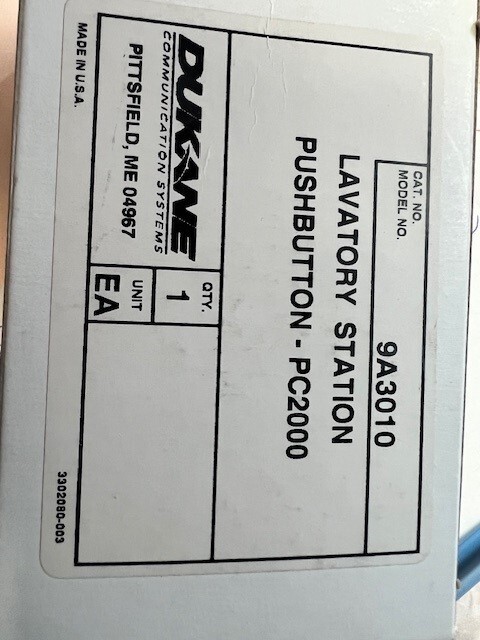 CAT. NO.
MODEL NO.
9A3010
LAVATORY STATION
PUSHBUTTON - PC2000
DUKANE
COMMUNICATION SYSTEMS
PITTSFIELD, ME 04967
QTY.
1
UNIT
EA
MADE IN U.S.A.
3302080-003